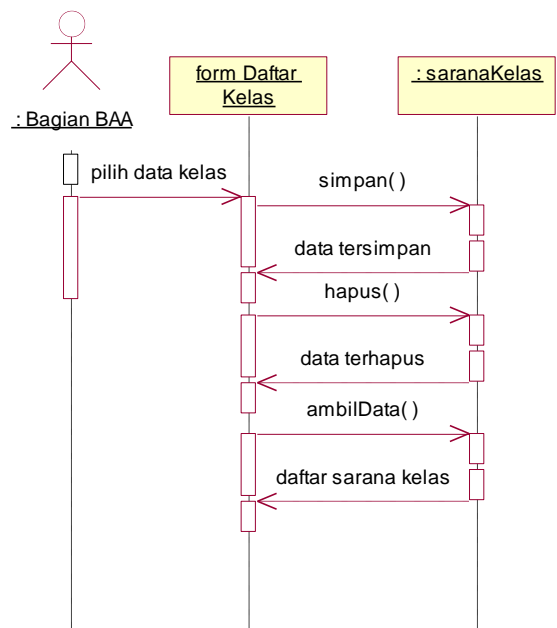 form Daftar
Kelas
: saranaKelas
: Bagian BAA
pilih data kelas
simpan( )
data tersimpan
hapus( )
data terhapus
ambilData( )
daftar sarana kelas